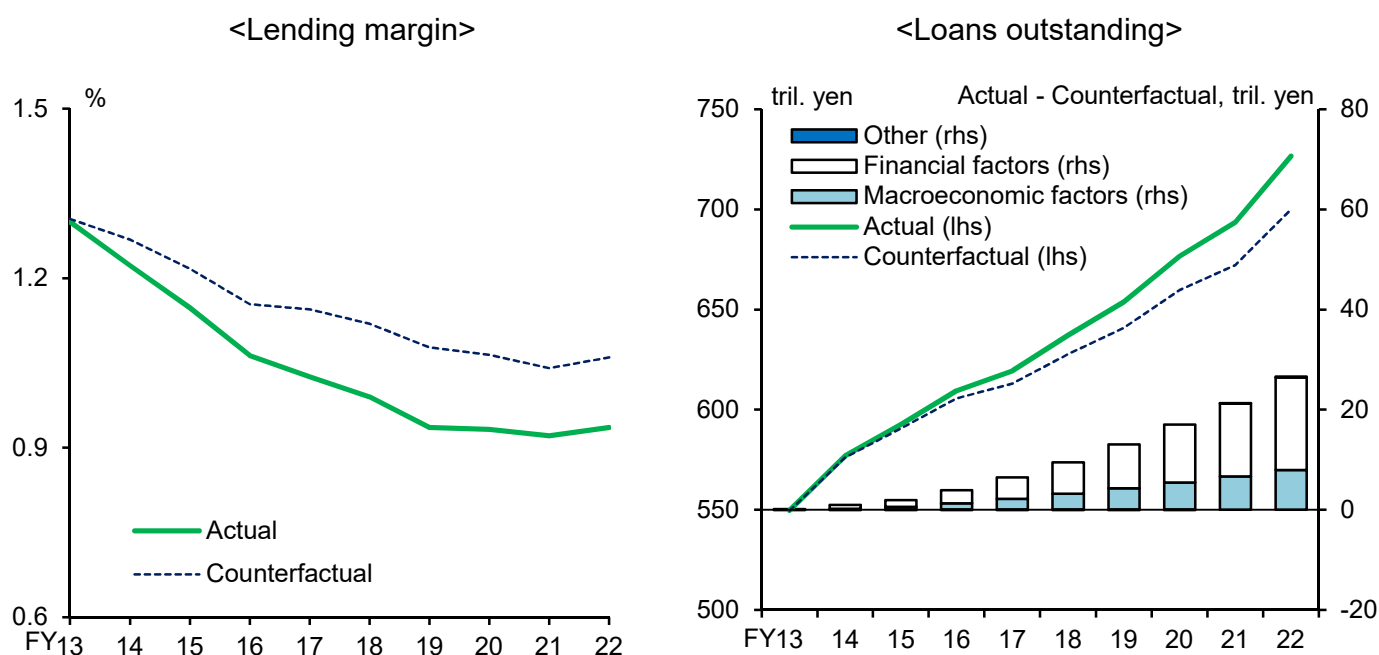 <Lending margin>
%
1.5
1.2
0.9
0.6
Actual
Counterfactual
FY13 14 15 16 17 18 19 20 21 22
<Loans outstanding>
tril. yen
Actual - Counterfactual, tril. yen
750
700
650
600
550
500
Other (rhs)
Financial factors (rhs)
Macroeconomic factors (rhs)
Actual (lhs)
Counterfactual (lhs)
80
60
40
20
0
-20
FY13 14 15 16 17 18 19 20 21 22